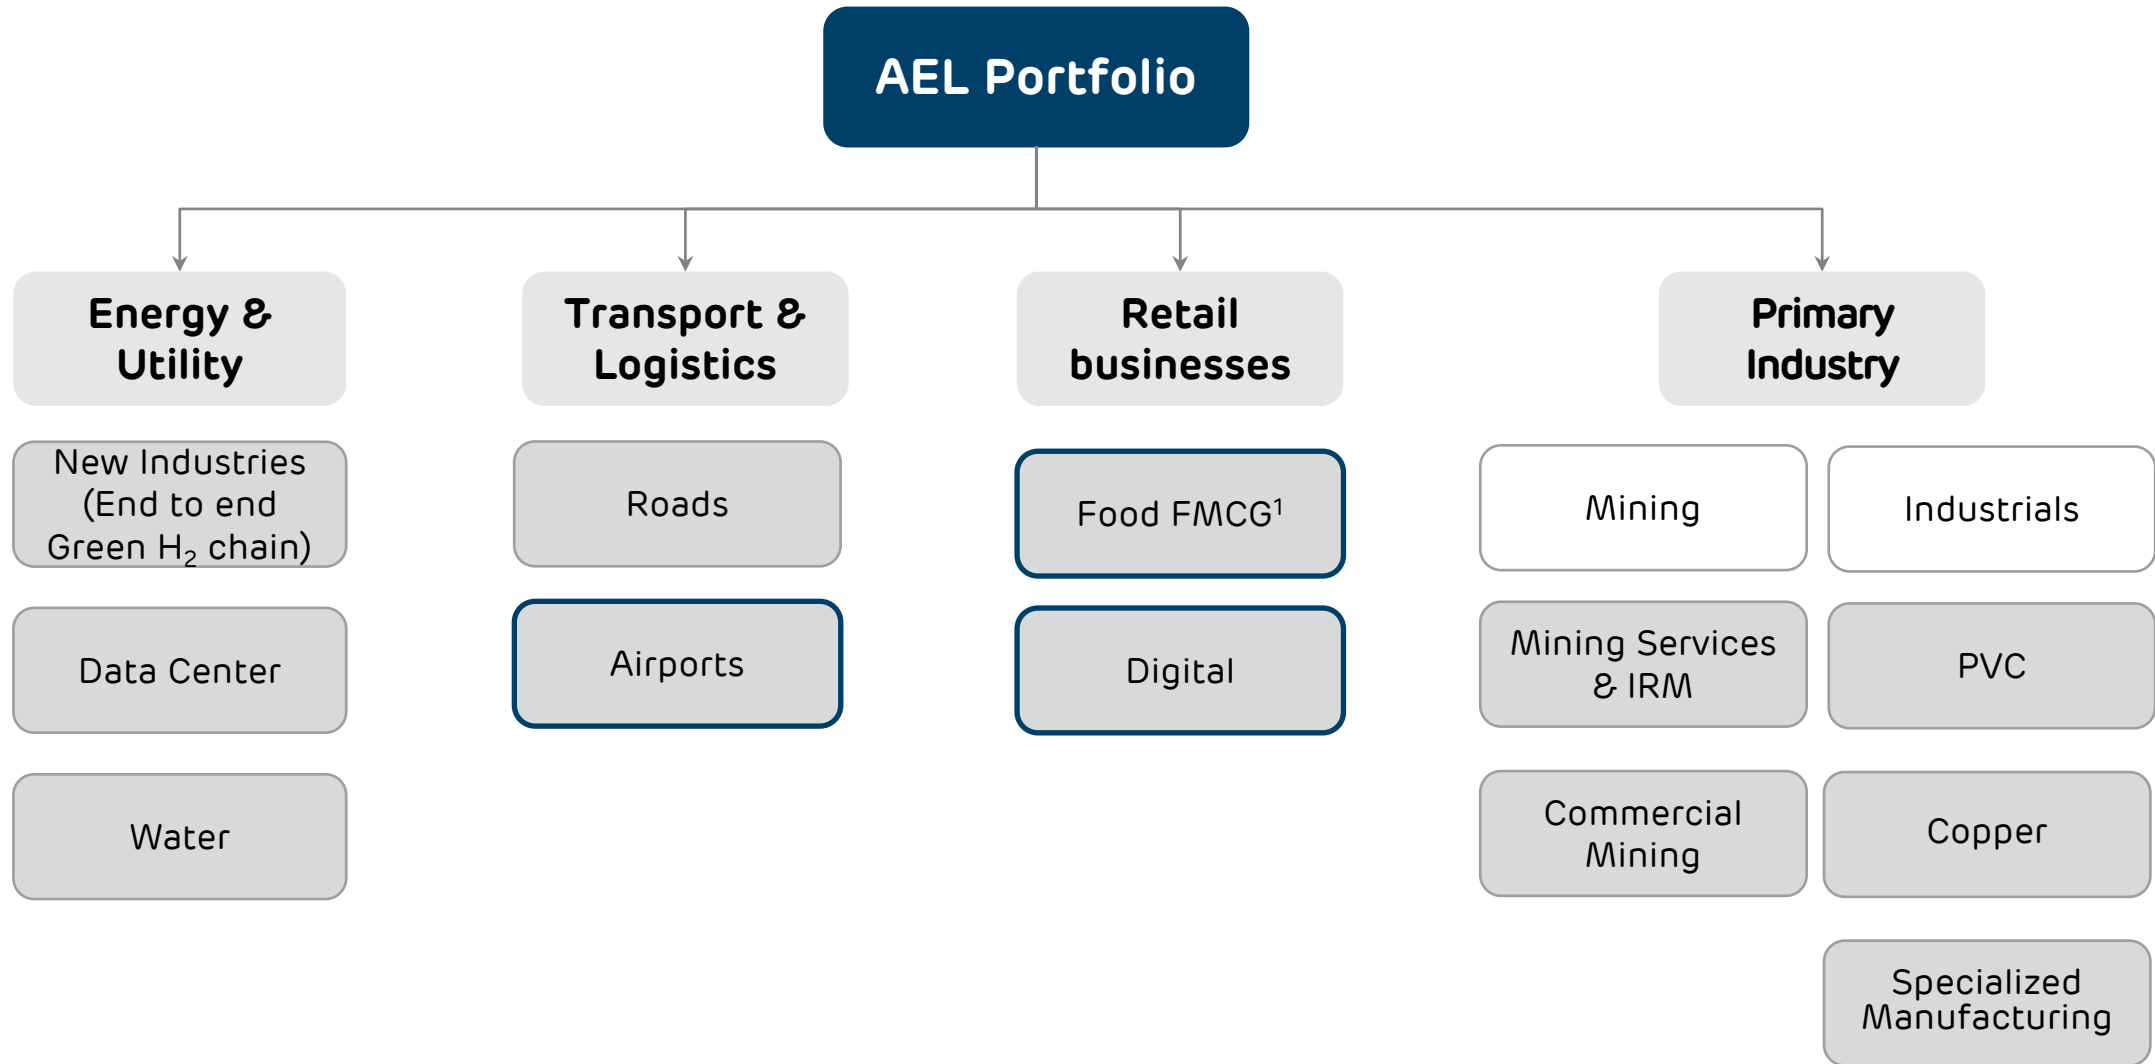 AEL Portfolio
Energy &
Utility
New Industries
(End to end
Green H₂ chain)
Data Center
Water
Transport &
Logistics
Roads
Airports
Retail
businesses
Food FMCG¹
Digital
Primary
Industry
Mining
Mining Services
& IRM
Commercial
Mining
Industrials
PVC
Copper
Specialized
Manufacturing